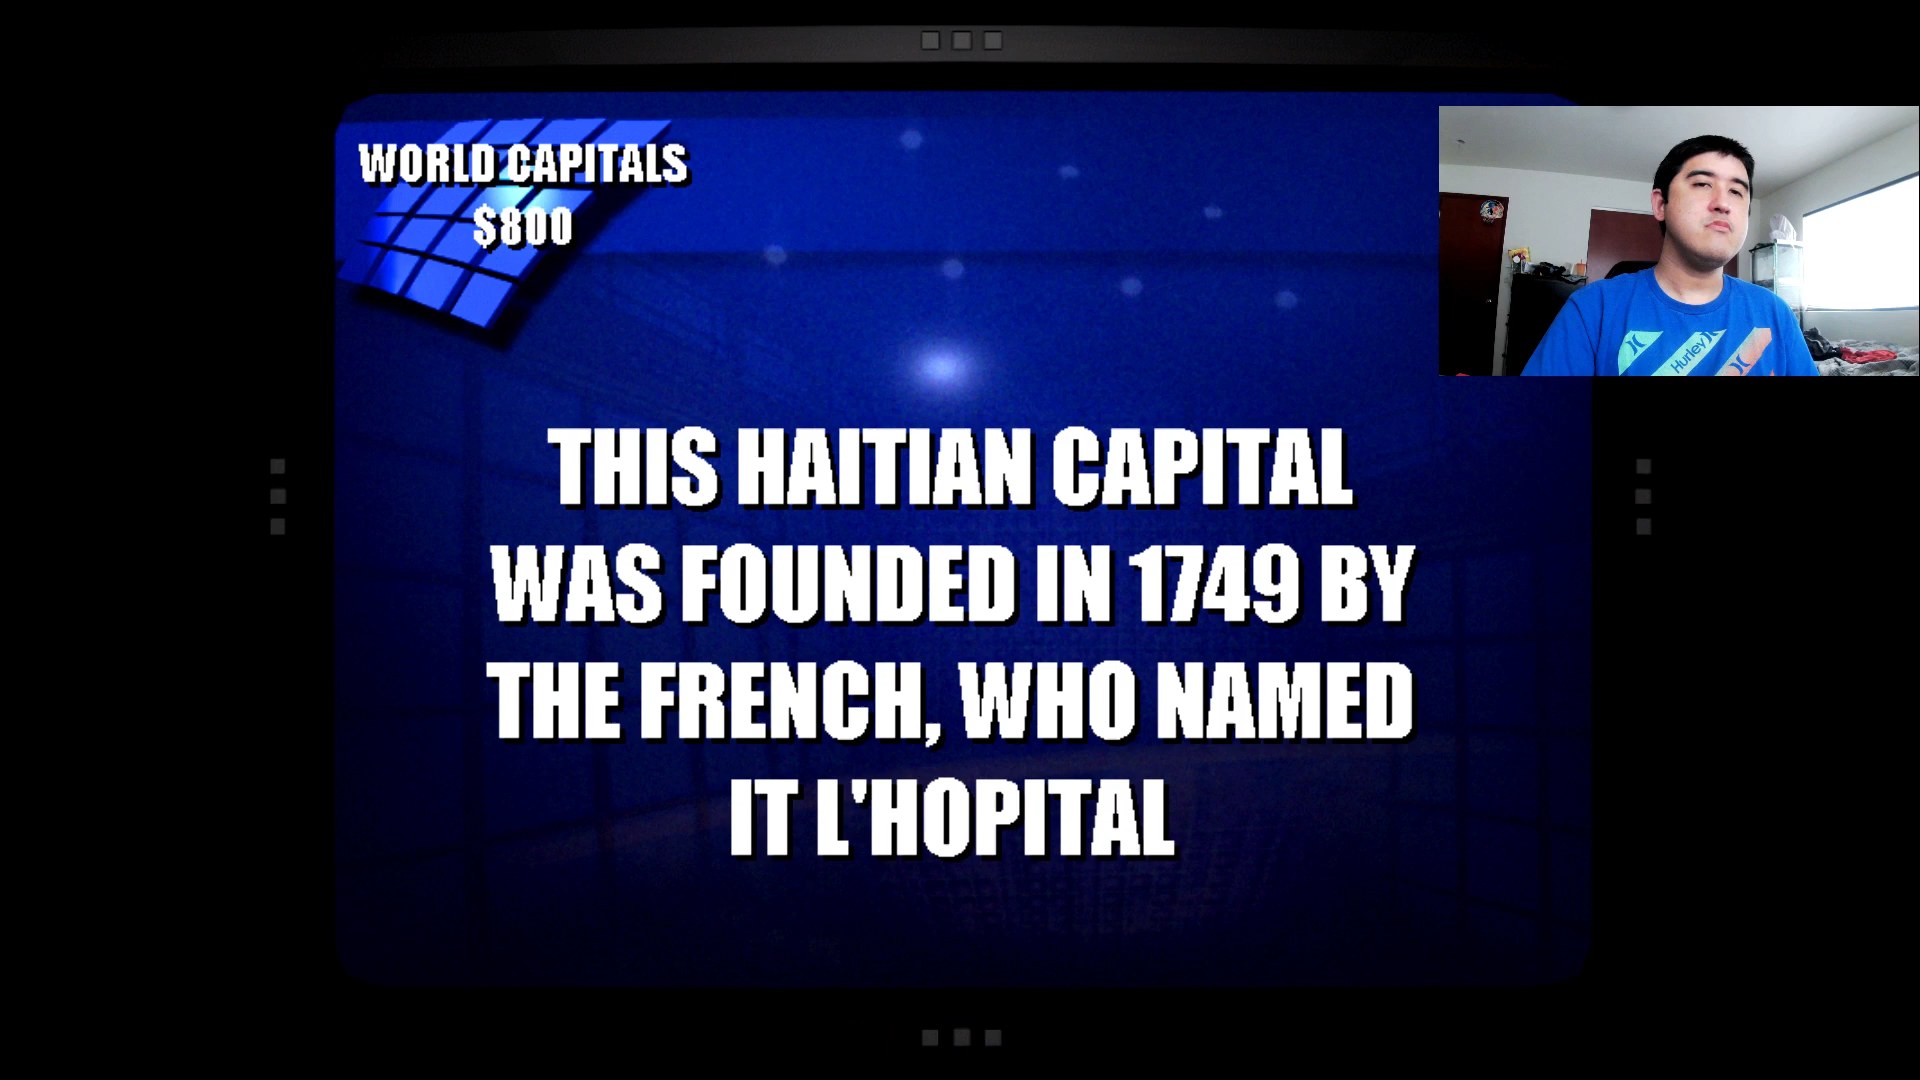 WORLD CAPITALS
$800
THIS HAITIAN CAPITAL
WAS FOUNDED IN 1749 BY
THE FRENCH, WHO NAMED
IT L'HOPITAL
Hurley